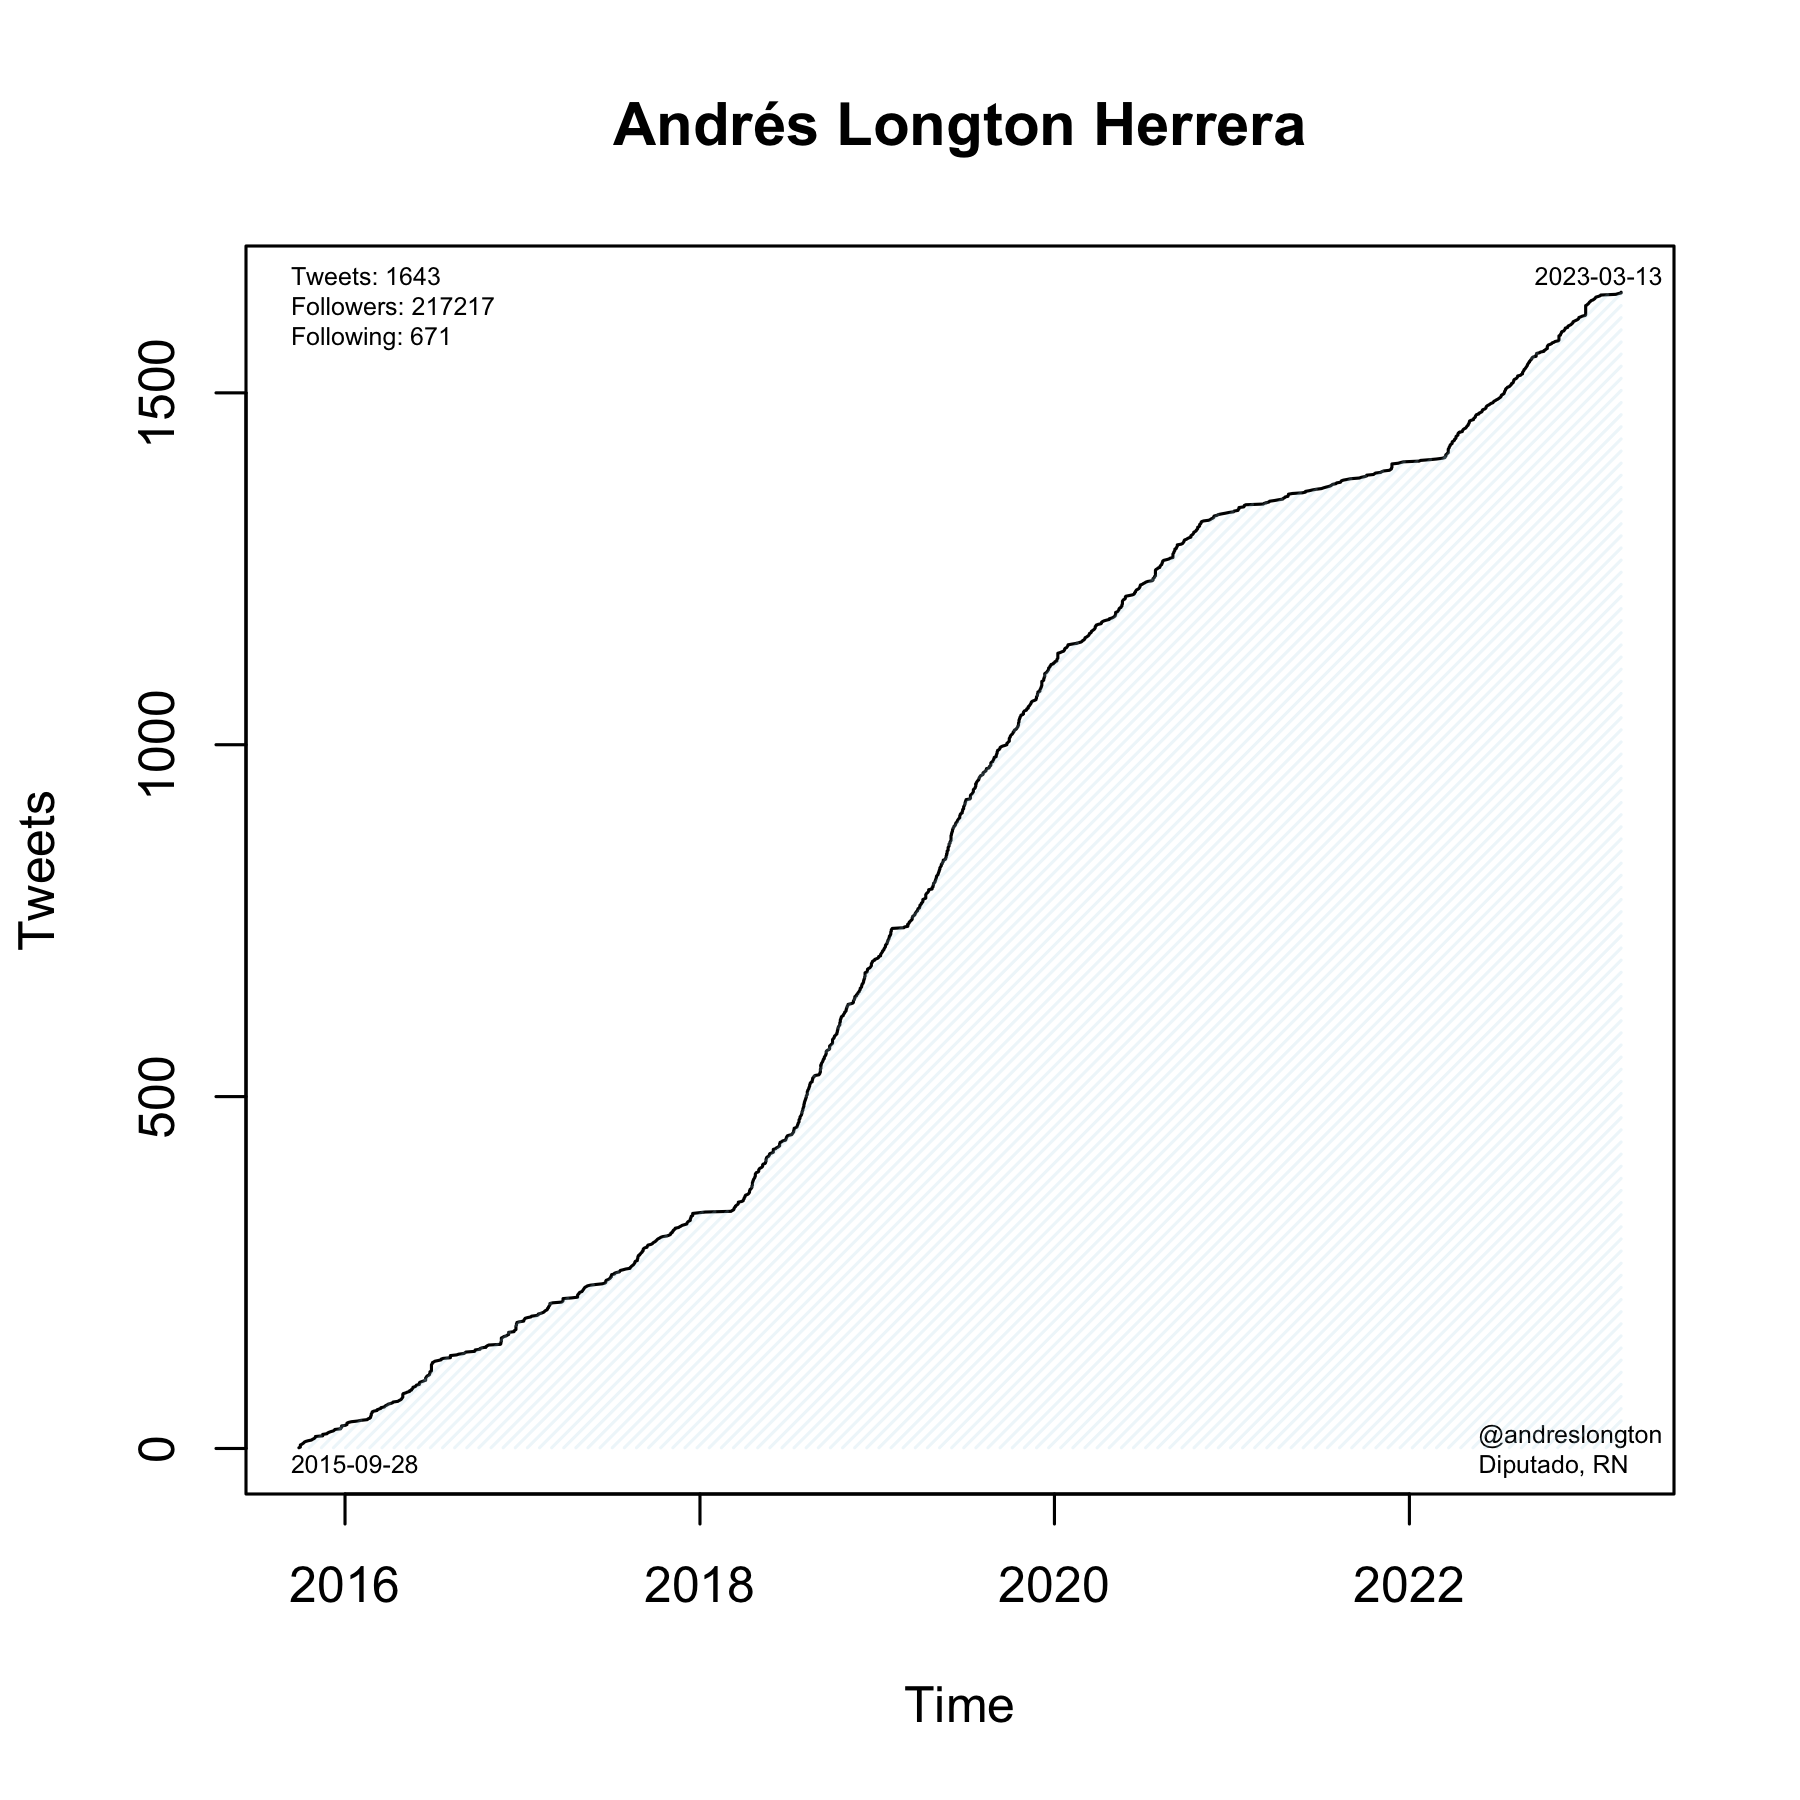 Andrés Longton Herrera
Tweets: 1643
Followers: 217217
Following: 671
2023-03-13
1500
1000
500
0
Tweets
@andreslongton
Diputado, RN
2015-09-28
2016
2018
2020
2022
Time